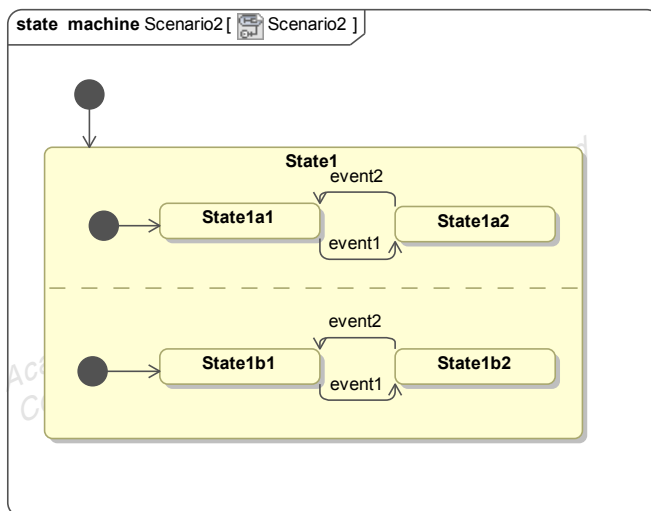 state machine Scenario2 [ Scenario2 ]
State1
event2
State1a1
State1a2
event1
event2
State1b1
State1b2
event1